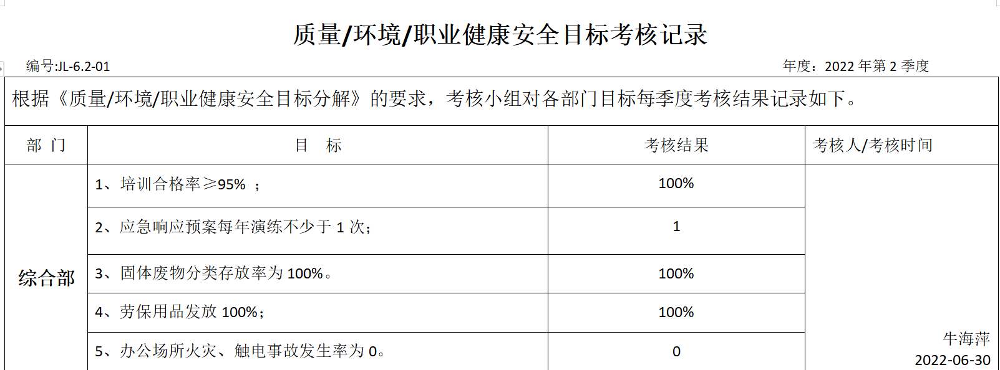 质量/环境/职业健康安全目标考核记录
编号:JL-6.2-01 年度：2022 年第 2 季度
根据《质量/环境/职业健康安全目标分解》的要求，考核小组对各部门目标每季度考核结果记录如下。
部 门 目 标 考核结果 考核人/考核时间
1、培训合格率≥95% ； 100%
2、应急响应预案每年演练不少于 1 次； 1
综合部 3、固体废物分类存放率为 100%。 100%
4、劳保用品发放 100%； 100%
牛海萍
5、办公场所火灾、触电事故发生率为 0。 0
2022-06-30